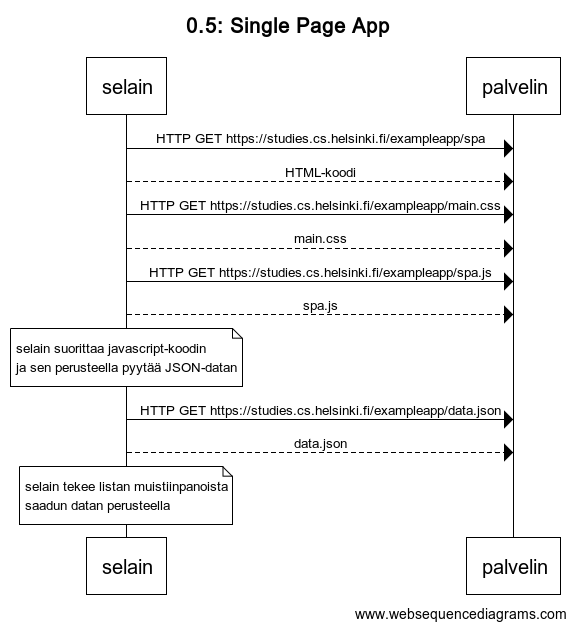 0.5: Single Page App
selain
palvelin
HTTP GET https://studies.cs.helsinki.fi/exampleapp/spa
HTML-koodi
HTTP GET https://studies.cs.helsinki.fi/exampleapp/main.css
main.css
HTTP GET https://studies.cs.helsinki.fi/exampleapp/spa.js
spa.js
selain suorittaa javascript-koodin
ja sen perusteella pyytää JSON-datan
HTTP GET https://studies.cs.helsinki.fi/exampleapp/data.json
data.json
selain tekee listan muistiinpanoista
saadun datan perusteella
selain
palvelin
www.websequencediagrams.com